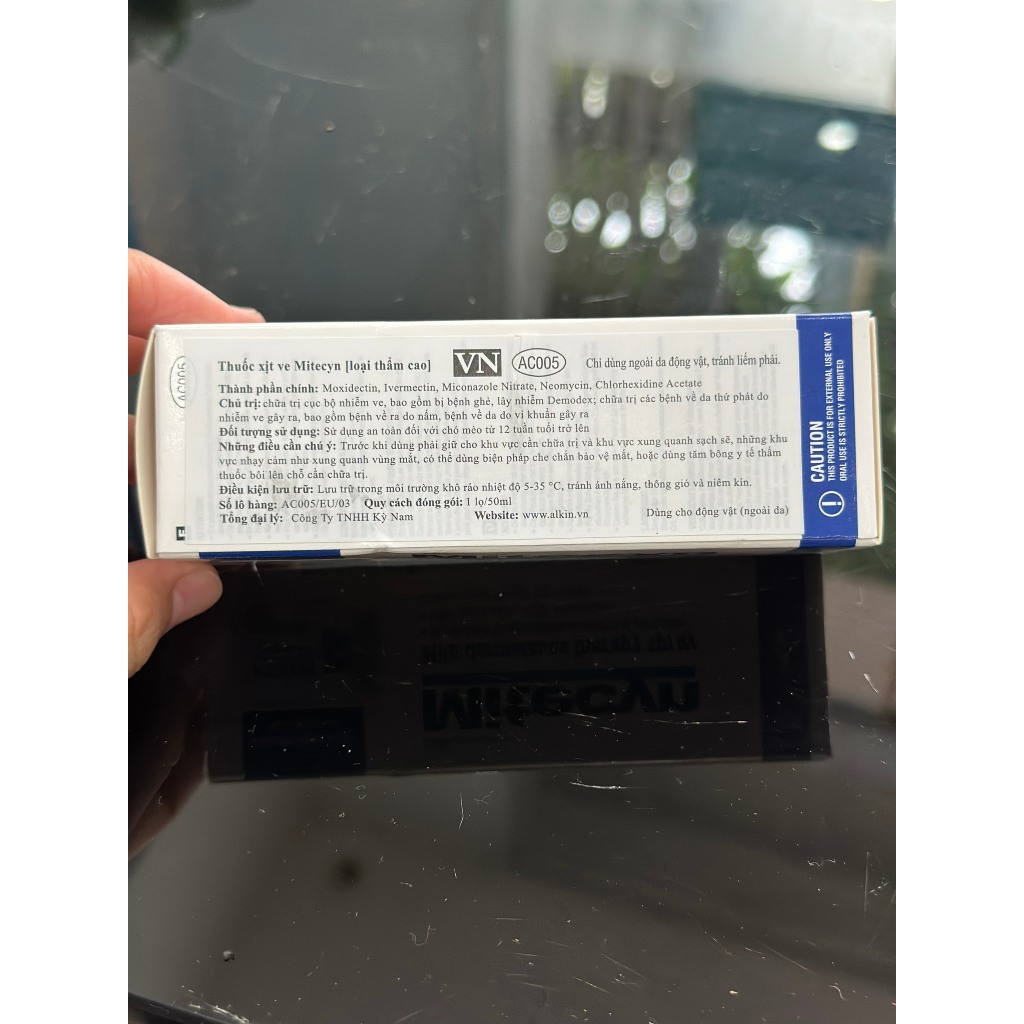 Thuốc xịt ve Mitecyn [loại thẩm cao] VN AC005 Chỉ dùng ngoài da động vật, tránh liếm phải.
Thành phần chính: Moxidectin, Ivermectin, Miconazole Nitrate, Neomycin, Chlorhexidine Acetate
Chủ trị: chữa trị cục bộ nhiễm ve, bao gồm bị bệnh ghẻ, lây nhiễm Demodex; chữa trị các bệnh về da thứ phát do
nhiễm ve gây ra, bao gồm bệnh về ra do nấm, bệnh về da do vi khuẩn gây ra
Đối tượng sử dụng: Sử dụng an toàn đối với chó mèo từ 12 tuần tuổi trở lên
Những điều cần chú ý: Trước khi dùng phải giữ cho khu vực cần chữa trị và khu vực xung quanh sạch sẽ, những khu
vực nhạy cảm như xung quanh vùng mắt, có thể dùng biện pháp che chắn bảo vệ mắt, hoặc dùng tăm bông y tế thấm
thuốc bôi lên chỗ cần chữa trị.
Điều kiện lưu trữ: Lưu trữ trong môi trường khô ráo nhiệt độ 5-35 °C, tránh ánh nắng, thông gió và niêm kín.
Số lô hàng: AC005/EU/03 Quy cách đóng gói: 1 lọ/50ml
Tổng đại lý: Công Ty TNHH Kỳ Nam Website: www.alkin.vn Dùng cho động vật (ngoài da)
CAUTION
THIS PRODUCT IS FOR EXTERNAL USE ONLY
ORAL USE IS STRICTLY PROHIBITED
AC005
Mitecyn